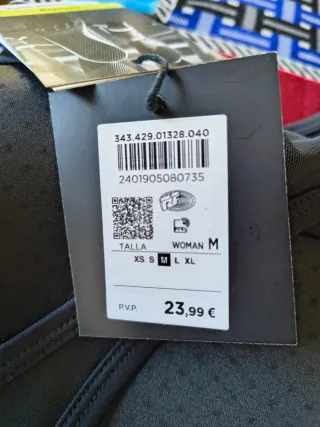 343.429.01328.040
2401905080735
TALLA WOMAN M
XS S M L XL
P.V.P. 23,99 €